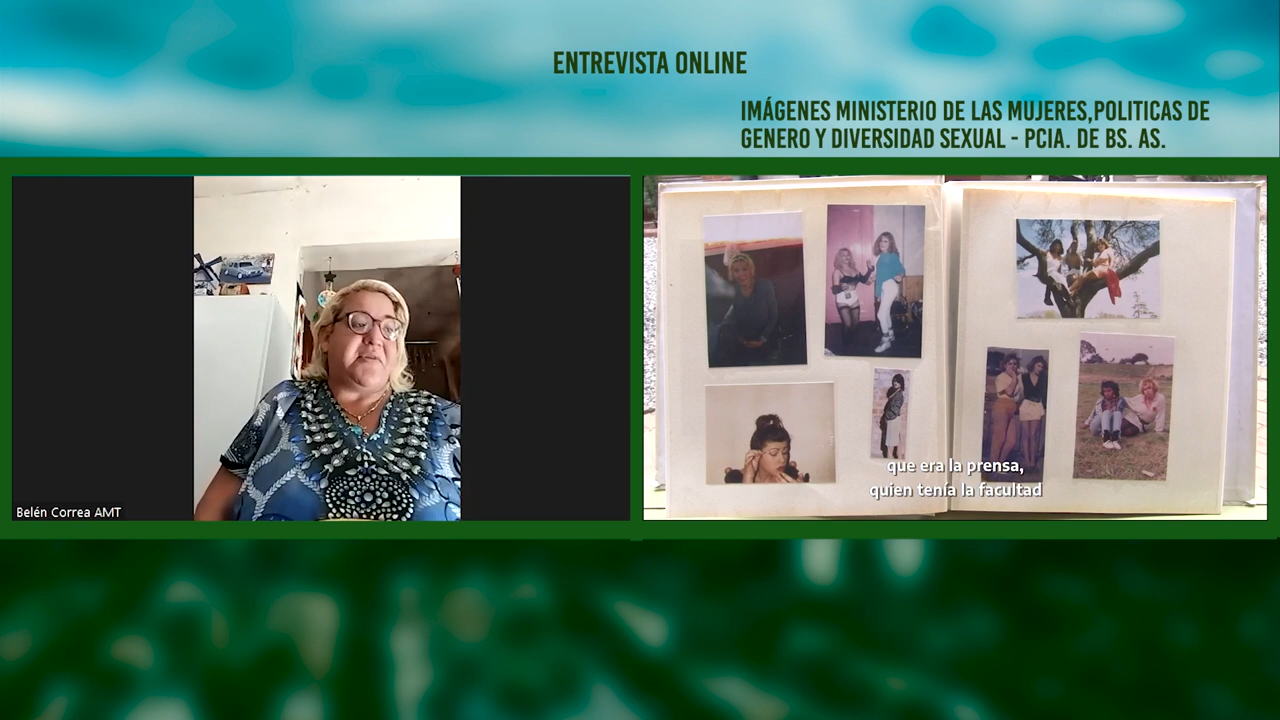 ENTREVISTA ONLINE
IMÁGENES MINISTERIO DE LAS MUJERES,POLITICAS DE
GENERO Y DIVERSIDAD SEXUAL - PCIA. DE BS. AS.
Belén Correa AMT
que era la prensa,
quien tenía la facultad